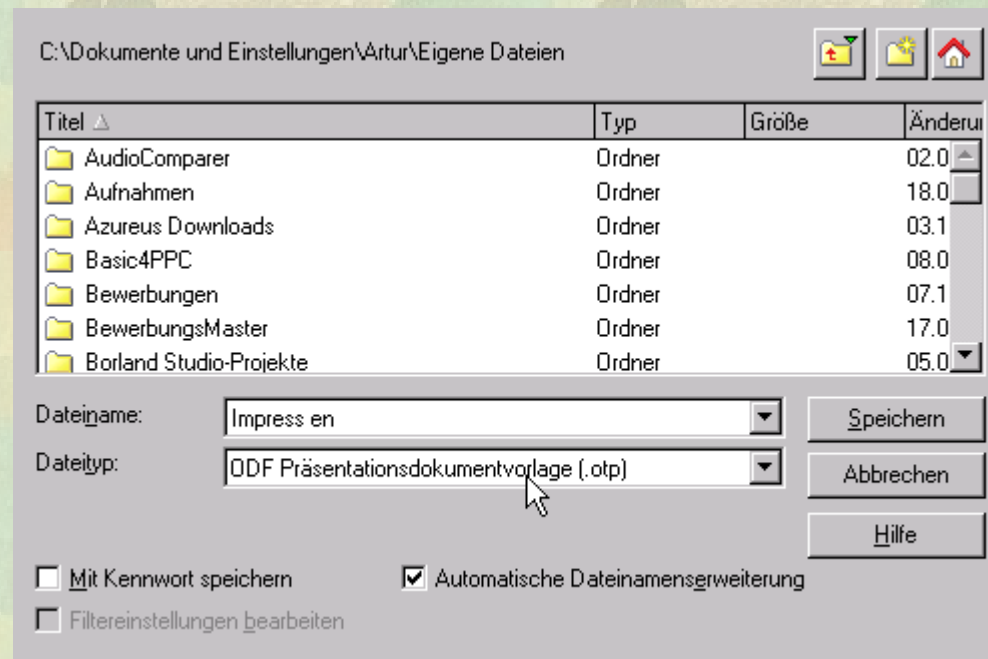 C:\Dokumente und Einstellungen\Artur\Eigene Dateien
Titel Typ Größe Änderu
AudioComparer Ordner 02.0
Aufnahmen Ordner 18.0
Azureus Downloads Ordner 03.1
Basic4PPC Ordner 08.0
Bewerbungen Ordner 07.1
BewerbungsMaster Ordner 17.0
Borland Studio-Projekte Ordner 05.0
Dateiname: Impress en Speichern
Dateityp: ODF Präsentationsdokumentvorlage (.otp) Abbrechen
Hilfe
Mit Kennwort speichern Automatische Dateinamenserweiterung
Filtereinstellungen bearbeiten